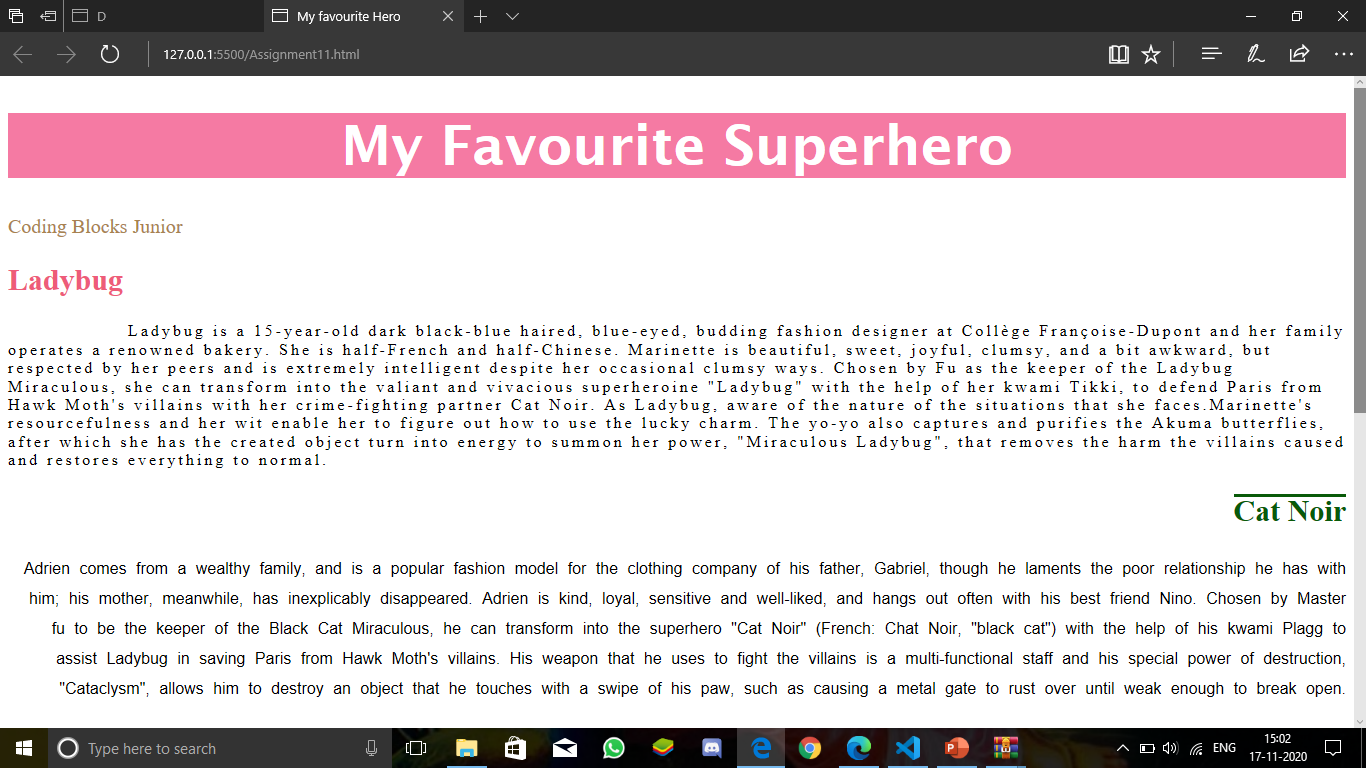 D
My favourite Hero
127.0.0.1:5500/Assignment11.html
My Favourite Superhero
Coding Blocks Junior
Ladybug
Ladybug is a 15-year-old dark black-blue haired, blue-eyed, budding fashion designer at Collège Françoise-Dupont and her family
operates a renowned bakery. She is half-French and half-Chinese. Marinette is beautiful, sweet, joyful, clumsy, and a bit awkward, but
respected by her peers and is extremely intelligent despite her occasional clumsy ways. Chosen by Fu as the keeper of the Ladybug
Miraculous, she can transform into the valiant and vivacious superheroine "Ladybug" with the help of her kwami Tikki, to defend Paris from
Hawk Moth's villains with her crime-fighting partner Cat Noir. As Ladybug, aware of the nature of the situations that she faces.Marinette's
resourcefulness and her wit enable her to figure out how to use the lucky charm. The yo-yo also captures and purifies the Akuma butterflies,
after which she has the created object turn into energy to summon her power, "Miraculous Ladybug", that removes the harm the villains caused
and restores everything to normal.
Cat Noir
Adrien comes from a wealthy family, and is a popular fashion model for the clothing company of his father, Gabriel, though he laments the poor relationship he has with
him; his mother, meanwhile, has inexplicably disappeared. Adrien is kind, loyal, sensitive and well-liked, and hangs out often with his best friend Nino. Chosen by Master
fu to be the keeper of the Black Cat Miraculous, he can transform into the superhero "Cat Noir" (French: Chat Noir, "black cat") with the help of his kwami Plagg to
assist Ladybug in saving Paris from Hawk Moth's villains. His weapon that he uses to fight the villains is a multi-functional staff and his special power of destruction,
"Cataclysm", allows him to destroy an object that he touches with a swipe of his paw, such as causing a metal gate to rust over until weak enough to break open.
Type here to search
ENG
15:02
17-11-2020